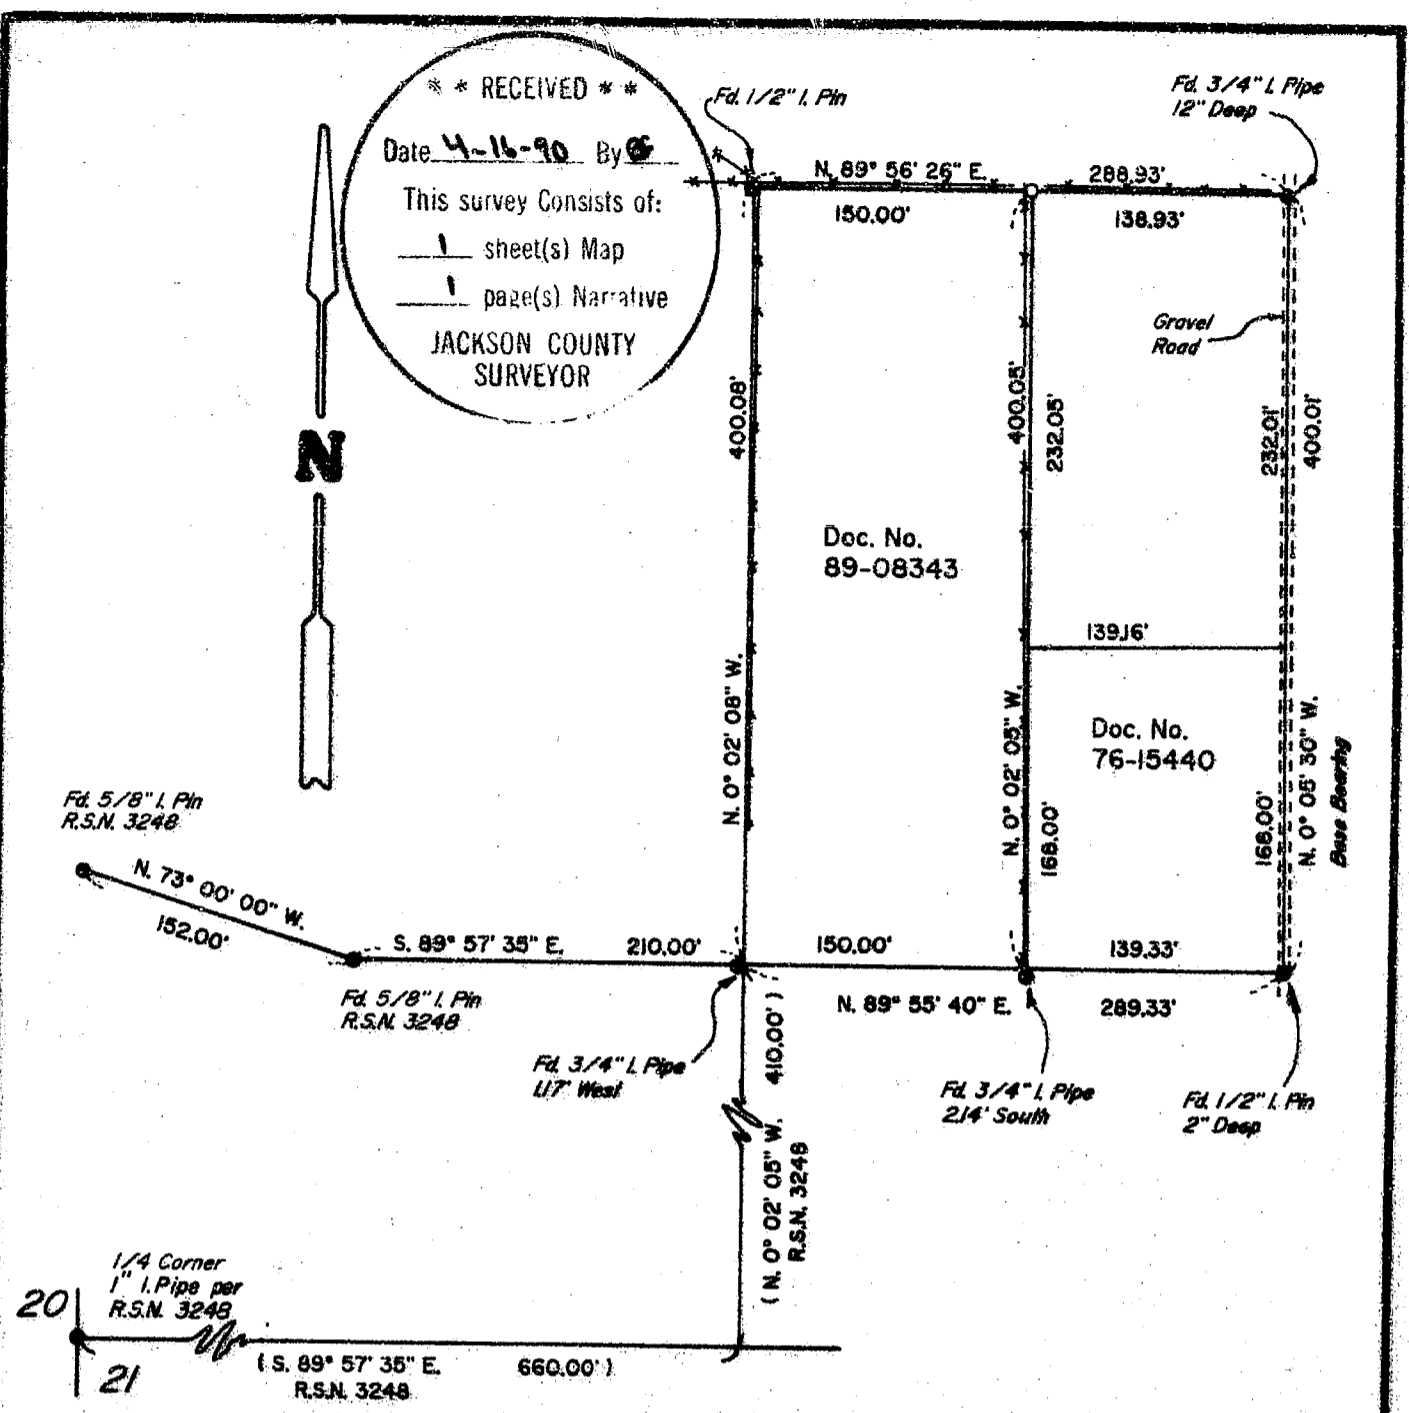 * * RECEIVED * *
Date 4-16-90 By
This survey Consists of:
1 sheet(s) Map
1 page(s) Narrative
JACKSON COUNTY
SURVEYOR
Fd. 1/2" I. Pin
Fd. 3/4" I. Pipe
12" Deep
N. 89° 56' 26" E.
288.93'
150.00'
138.93'
Gravel
Road
N
400.08'
400.05'
232.05'
232.01'
400.01'
Doc. No.
89-08343
139.16'
Doc. No.
76-15440
N. 0° 02' 08" W.
N. 0° 02' 05" W.
168.00'
168.00'
N. 0° 05' 30" W.
Base Bearing
Fd. 5/8" I. Pin
R.S.N. 3248
N. 73° 00' 00" W.
152.00'
S. 89° 57' 35" E.
210.00'
150.00'
139.33'
Fd. 5/8" I. Pin
R.S.N. 3248
N. 89° 55' 40" E.
289.33'
Fd. 3/4" I. Pipe
1.17' West
Fd. 3/4" I. Pipe
2.14' South
Fd. 1/2" I. Pin
2" Deep
( N. 0° 02' 05" W. 410.00' )
R.S.N. 3248
1/4 Corner
1" I. Pipe per
R.S.N. 3248
20
21
( S. 89° 57' 35" E. 660.00' )
R.S.N. 3248